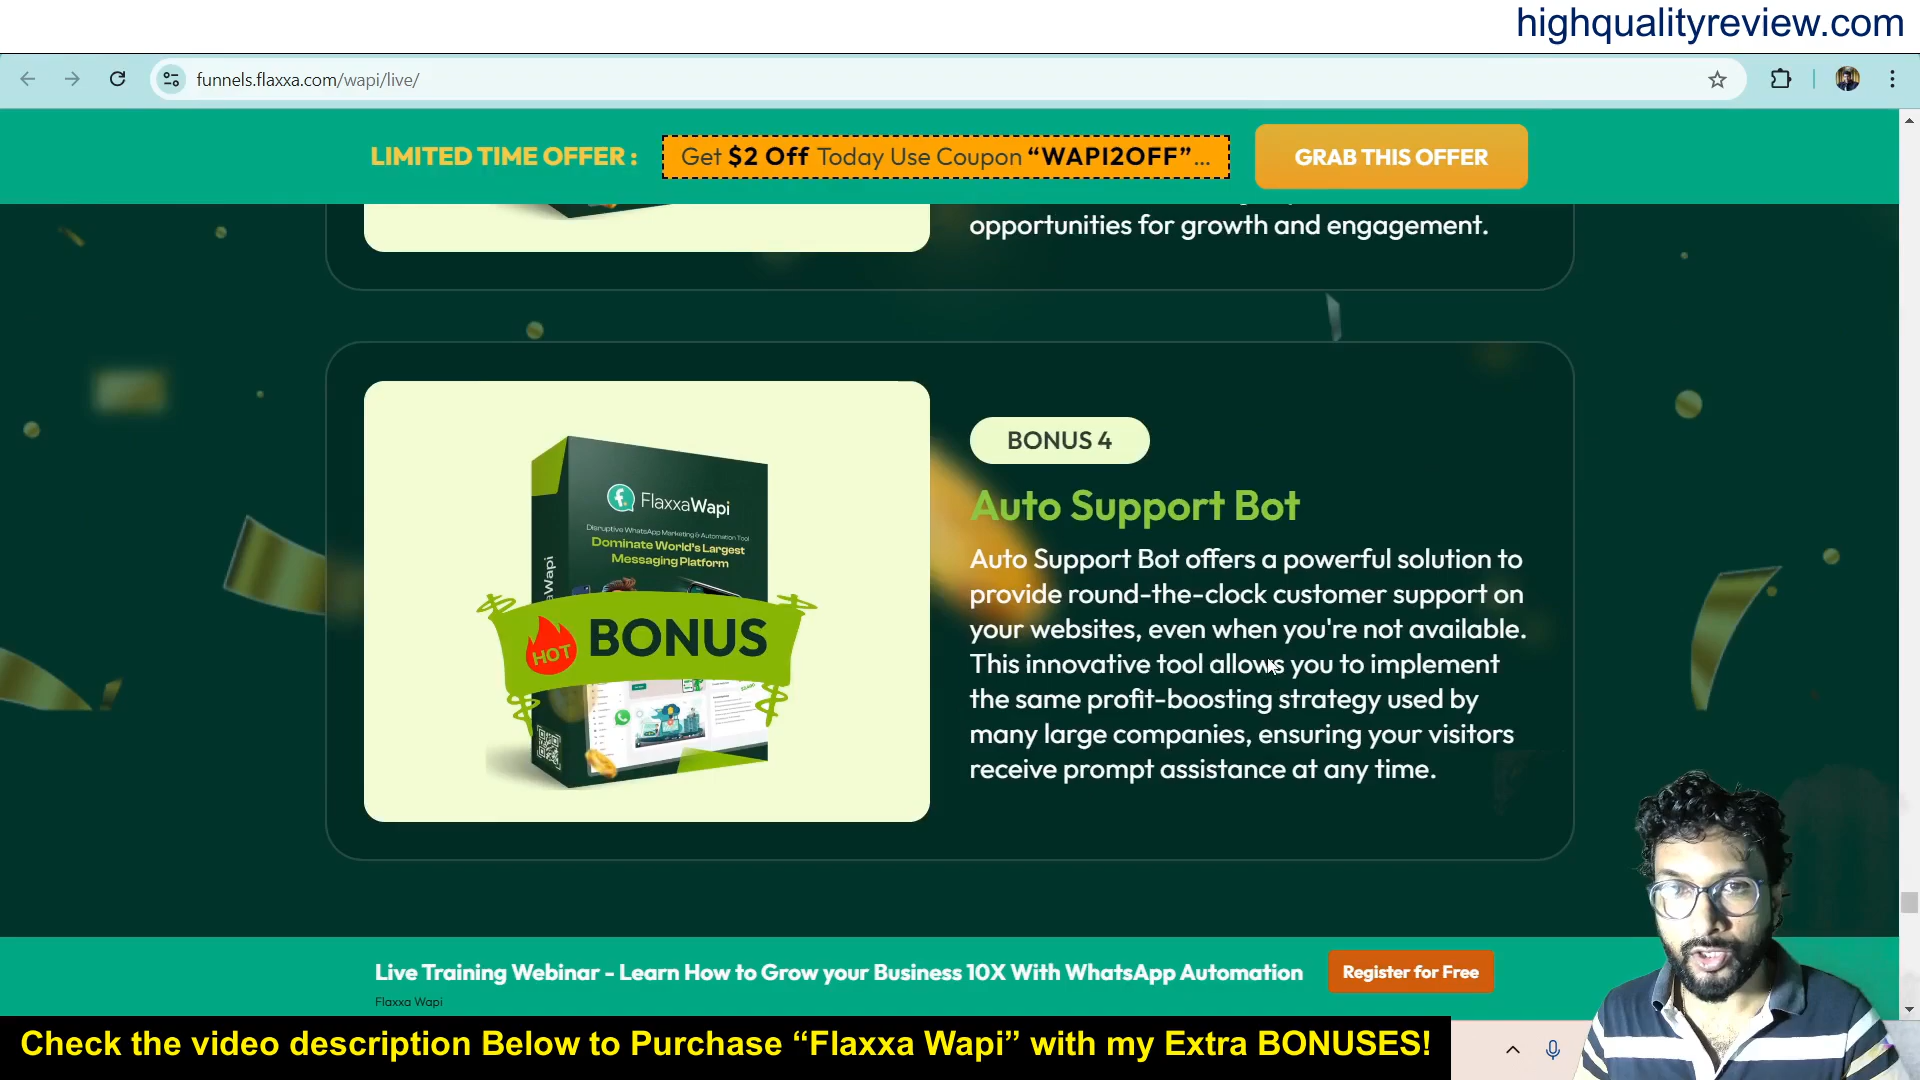 highqualityreview.com
funnels.flaxxa.com/wapi/live/
LIMITED TIME OFFER :
Get $2 Off Today Use Coupon “WAPI2OFF”...
GRAB THIS OFFER
opportunities for growth and engagement.
BONUS 4
Auto Support Bot
Auto Support Bot offers a powerful solution to
provide round-the-clock customer support on
your websites, even when you're not available.
This innovative tool allows you to implement
the same profit-boosting strategy used by
many large companies, ensuring your visitors
receive prompt assistance at any time.
FlaxxaWapi
Disruptive WhatsApp Marketing & Automation Tool
Dominate World's Largest
Messaging Platform
HOT
BONUS
Live Training Webinar - Learn How to Grow your Business 10X With WhatsApp Automation
Register for Free
Flaxxa Wapi
Check the video description Below to Purchase “Flaxxa Wapi” with my Extra BONUSES!